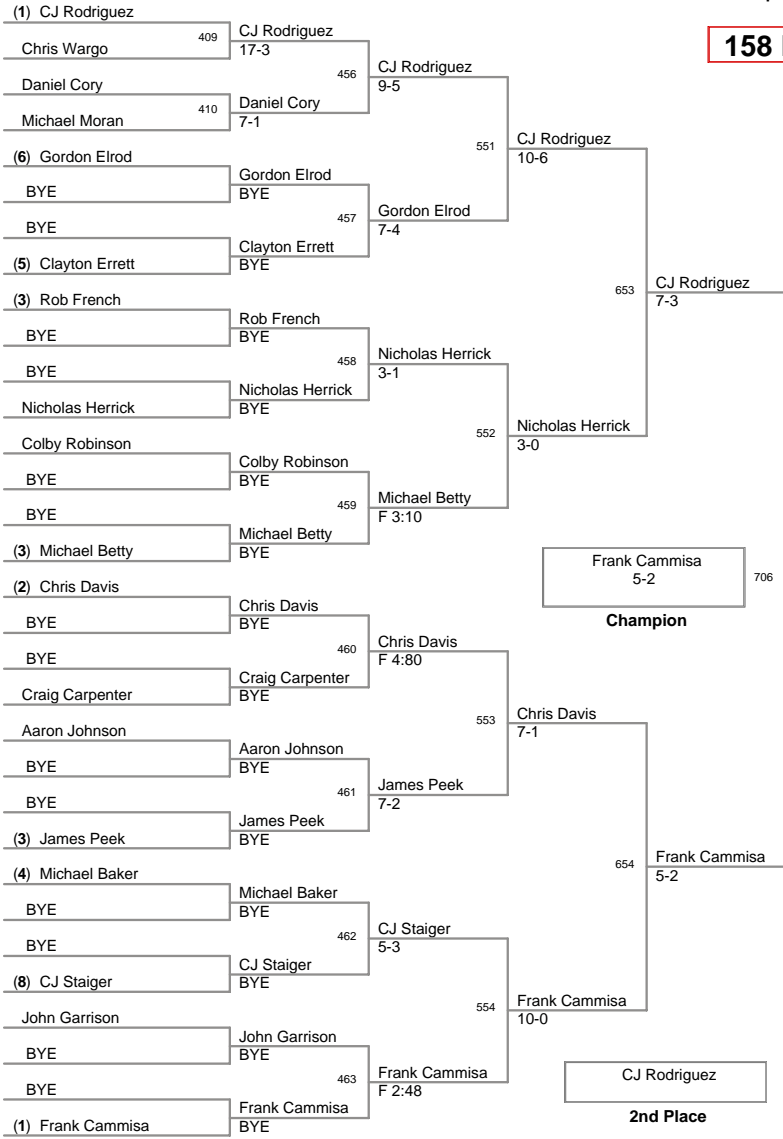 (1) CJ Rodriguez
Chris Wargo
Daniel Cory
Michael Moran
(6) Gordon Elrod
BYE
BYE
(5) Clayton Errett
(3) Rob French
BYE
BYE
Nicholas Herrick
Colby Robinson
BYE
BYE
(3) Michael Betty
(2) Chris Davis
BYE
BYE
Craig Carpenter
Aaron Johnson
BYE
BYE
(3) James Peek
(4) Michael Baker
BYE
BYE
(8) CJ Staiger
John Garrison
BYE
BYE
(1) Frank Cammisa
409
410
CJ Rodriguez
17-3
Daniel Cory
7-1
Gordon Elrod
BYE
Clayton Errett
BYE
Rob French
BYE
Nicholas Herrick
BYE
Colby Robinson
BYE
Michael Betty
BYE
Chris Davis
BYE
Craig Carpenter
BYE
Aaron Johnson
BYE
James Peek
BYE
Michael Baker
BYE
CJ Staiger
BYE
John Garrison
BYE
Frank Cammisa
BYE
456
457
458
459
460
461
462
463
CJ Rodriguez
9-5
Gordon Elrod
7-4
Nicholas Herrick
3-1
Michael Betty
F 3:10
Chris Davis
F 4:80
James Peek
7-2
CJ Staiger
5-3
Frank Cammisa
F 2:48
551
552
553
554
CJ Rodriguez
10-6
Nicholas Herrick
3-0
Chris Davis
7-1
Frank Cammisa
10-0
653
654
CJ Rodriguez
7-3
Frank Cammisa
5-2
158
Frank Cammisa
5-2
706
Champion
CJ Rodriguez
2nd Place